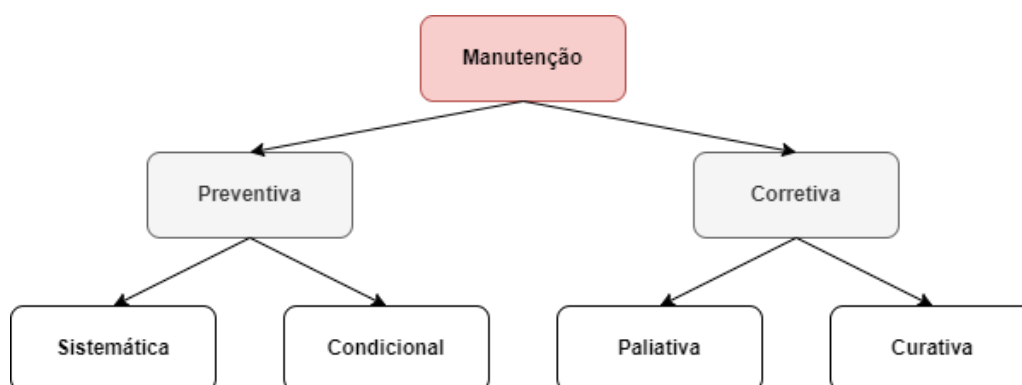 Manutenção
Preventiva
Corretiva
Sistemática
Condicional
Paliativa
Curativa